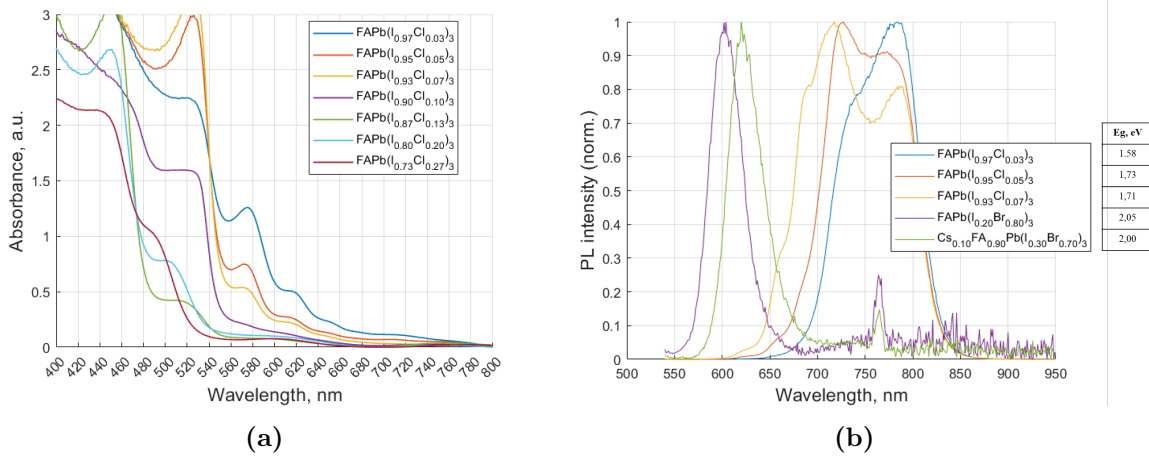 Absorbance, a.u.
3
2.5
2
1.5
1
0.5
0
400 420 440 460 480 500 520 540 560 580 600 620 640 660 680 700 720 740 760 780 800
Wavelength, nm
FAPb(I0.97Cl0.03)3
FAPb(I0.95Cl0.05)3
FAPb(I0.93Cl0.07)3
FAPb(I0.90Cl0.10)3
FAPb(I0.87Cl0.13)3
FAPb(I0.80Cl0.20)3
FAPb(I0.73Cl0.27)3
(a)
PL intensity (norm.)
1
0.9
0.8
0.7
0.6
0.5
0.4
0.3
0.2
0.1
0
500 550 600 650 700 750 800 850 900 950
Wavelength, nm
FAPb(I0.97Cl0.03)3
FAPb(I0.95Cl0.05)3
FAPb(I0.93Cl0.07)3
FAPb(I0.20Br0.80)3
Cs0.10FA0.90Pb(I0.30Br0.70)3
Eg, eV
1.58
1,73
1,71
2,05
2,00
(b)